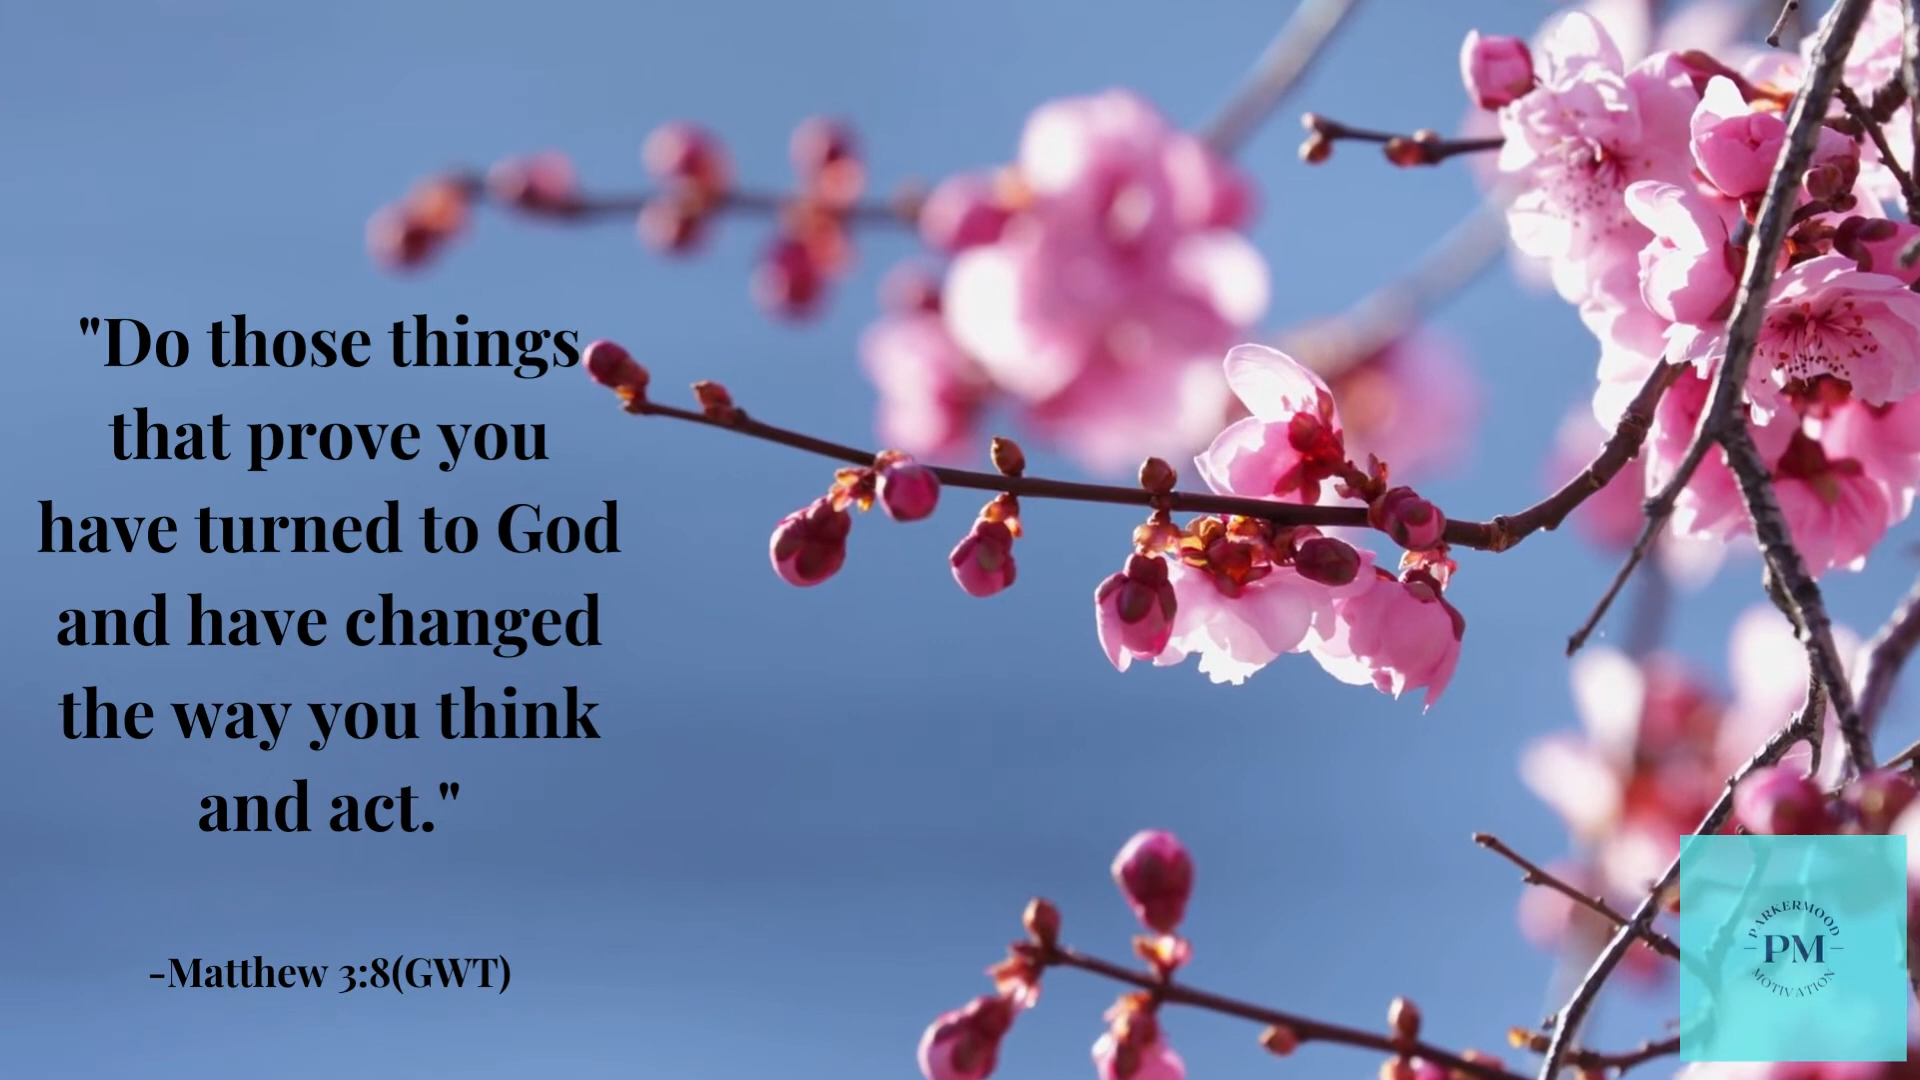 "Do those things
that prove you
have turned to God
and have changed
the way you think
and act."
-Matthew 3:8(GWT)
PARKERMOOD
PM
MOTIVATION